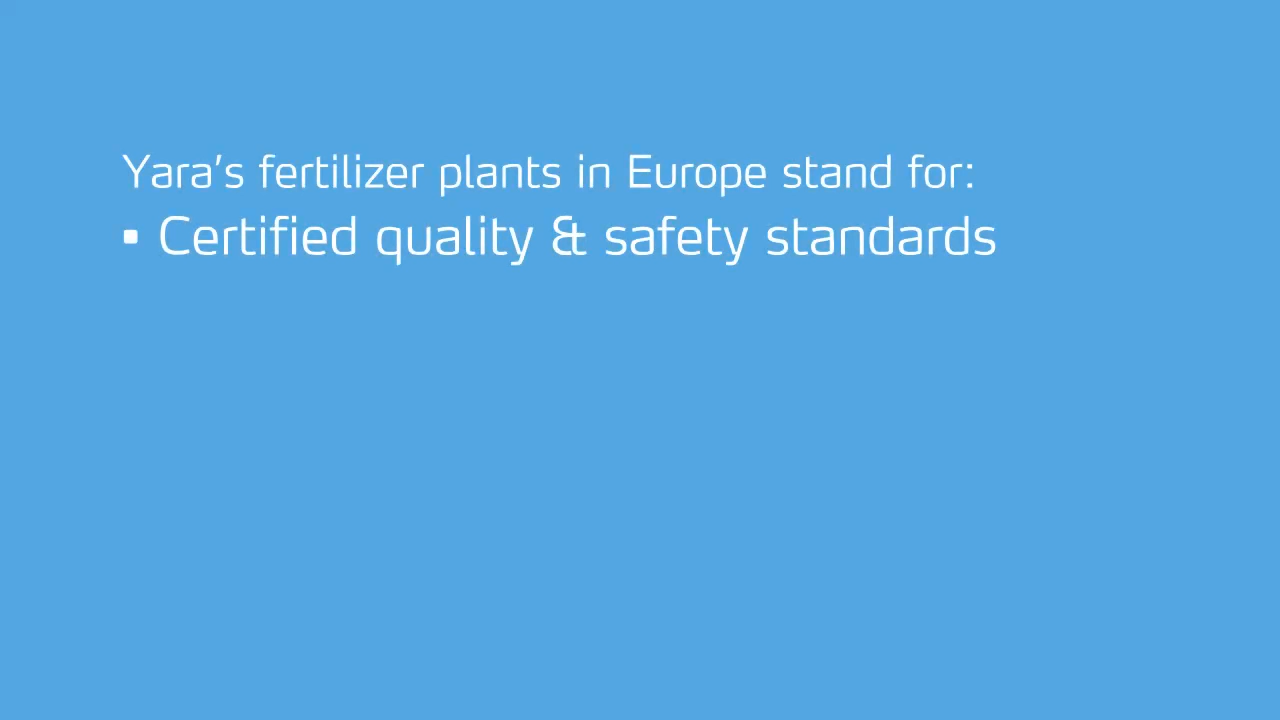 Yara’s fertilizer plants in Europe stand for:
▪ Certified quality & safety standards